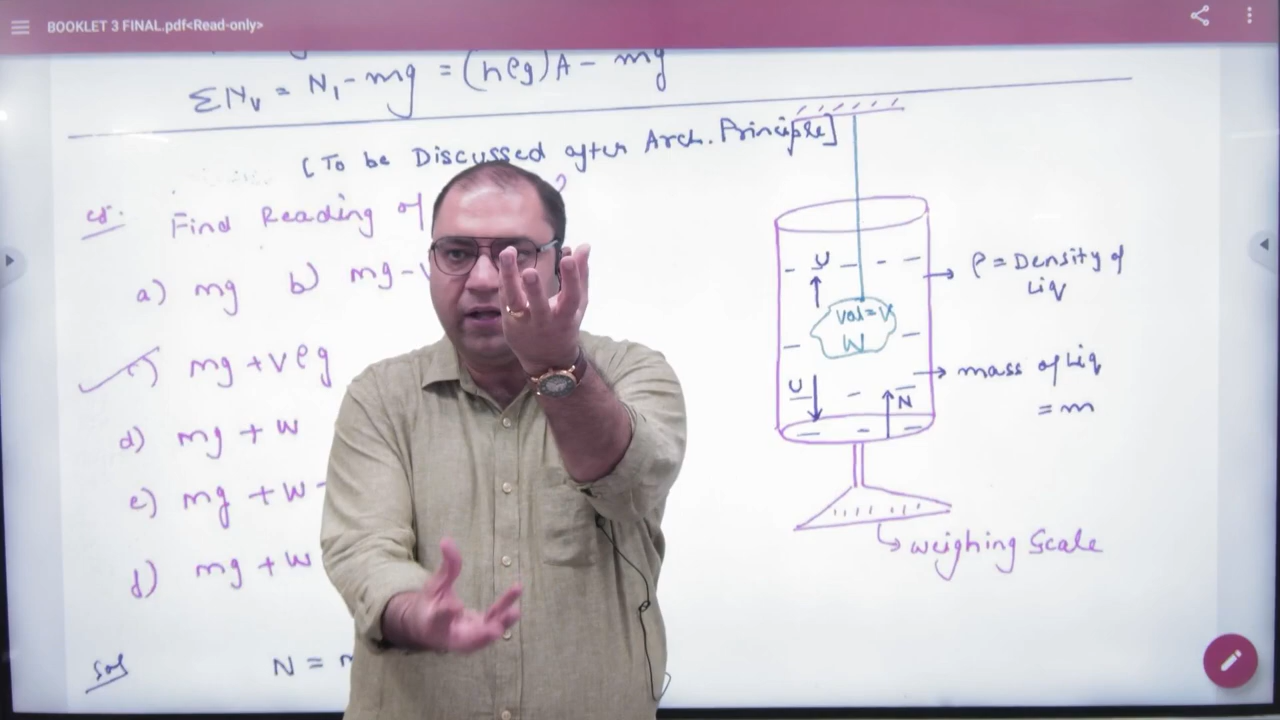 BOOKLET 3 FINAL.pdf<Read-only>
ΣN_V = N₁ - mg = (hρg)A - mg
[To be Discussed after Arch. Principle]
Find Reading of ?
a) mg b) mg - V
c) mg + Vρg
d) mg + W
e) mg + W -
d) mg + W
Sol N =
U
vol = V
W
U
N
ρ = Density of
Liq
mass of Liq
= m
weighing Scale